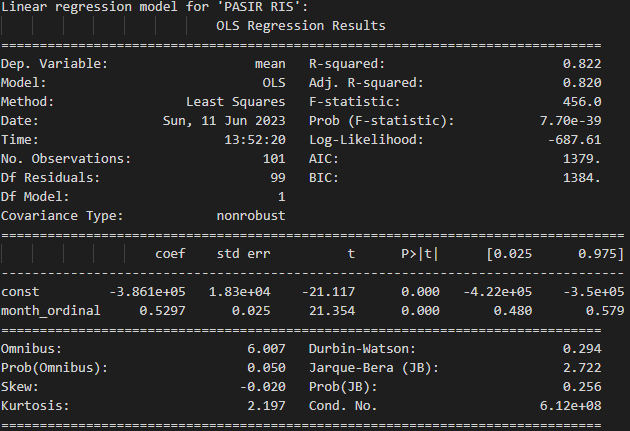 Linear regression model for 'PASIR RIS':
                            OLS Regression Results
==============================================================================
Dep. Variable:                   mean   R-squared:                       0.822
Model:                            OLS   Adj. R-squared:                  0.820
Method:                 Least Squares   F-statistic:                     456.0
Date:                Sun, 11 Jun 2023   Prob (F-statistic):           7.70e-39
Time:                        13:52:20   Log-Likelihood:                -687.61
No. Observations:                 101   AIC:                             1379.
Df Residuals:                      99   BIC:                             1384.
Df Model:                           1
Covariance Type:            nonrobust
=================================================================================
                    coef    std err          t      P>|t|      [0.025      0.975]
---------------------------------------------------------------------------------
const         -3.861e+05   1.83e+04    -21.117      0.000   -4.22e+05    -3.5e+05
month_ordinal     0.5297      0.025     21.354      0.000       0.480       0.579
==============================================================================
Omnibus:                        6.007   Durbin-Watson:                   0.294
Prob(Omnibus):                  0.050   Jarque-Bera (JB):                2.722
Skew:                          -0.020   Prob(JB):                        0.256
Kurtosis:                       2.197   Cond. No.                     6.12e+08
==============================================================================